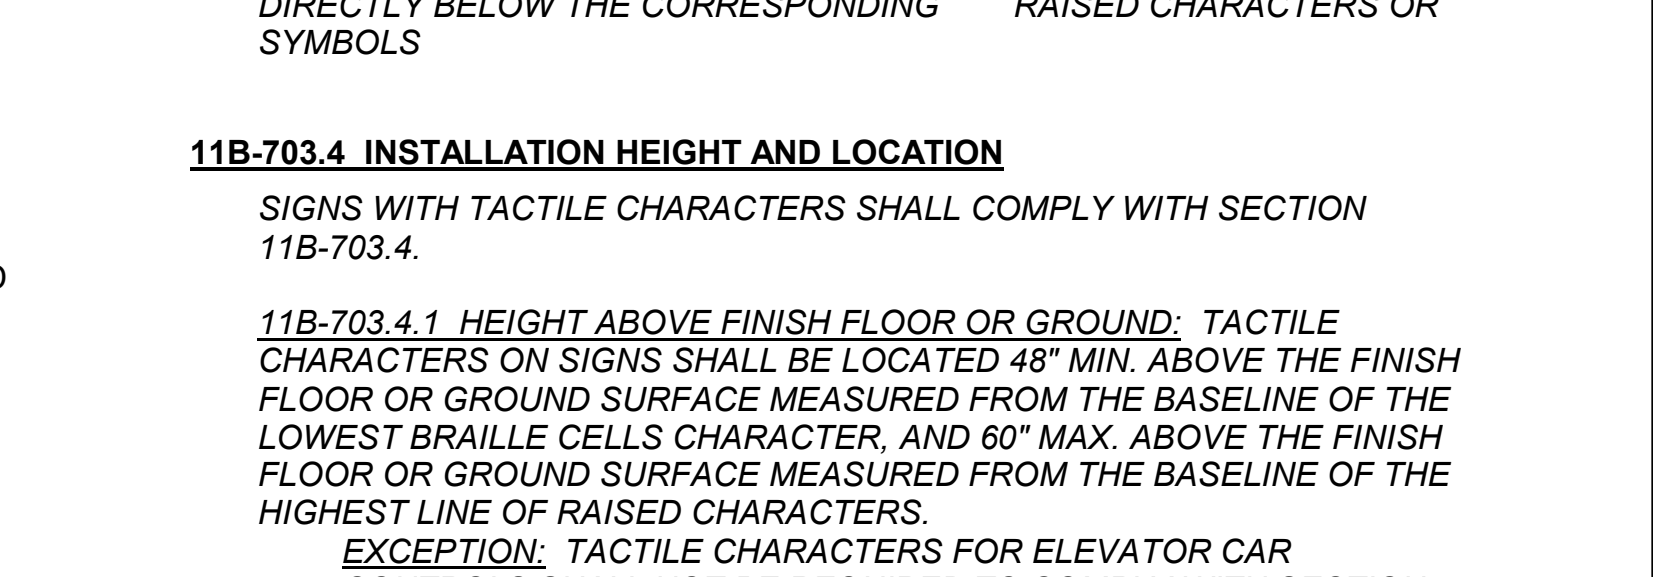 DIRECTLY BELOW THE CORRESPONDING RAISED CHARACTERS OR
SYMBOLS
11B-703.4 INSTALLATION HEIGHT AND LOCATION
SIGNS WITH TACTILE CHARACTERS SHALL COMPLY WITH SECTION
11B-703.4.
11B-703.4.1 HEIGHT ABOVE FINISH FLOOR OR GROUND: TACTILE
CHARACTERS ON SIGNS SHALL BE LOCATED 48" MIN. ABOVE THE FINISH
FLOOR OR GROUND SURFACE MEASURED FROM THE BASELINE OF THE
LOWEST BRAILLE CELLS CHARACTER, AND 60" MAX. ABOVE THE FINISH
FLOOR OR GROUND SURFACE MEASURED FROM THE BASELINE OF THE
HIGHEST LINE OF RAISED CHARACTERS.
EXCEPTION: TACTILE CHARACTERS FOR ELEVATOR CAR